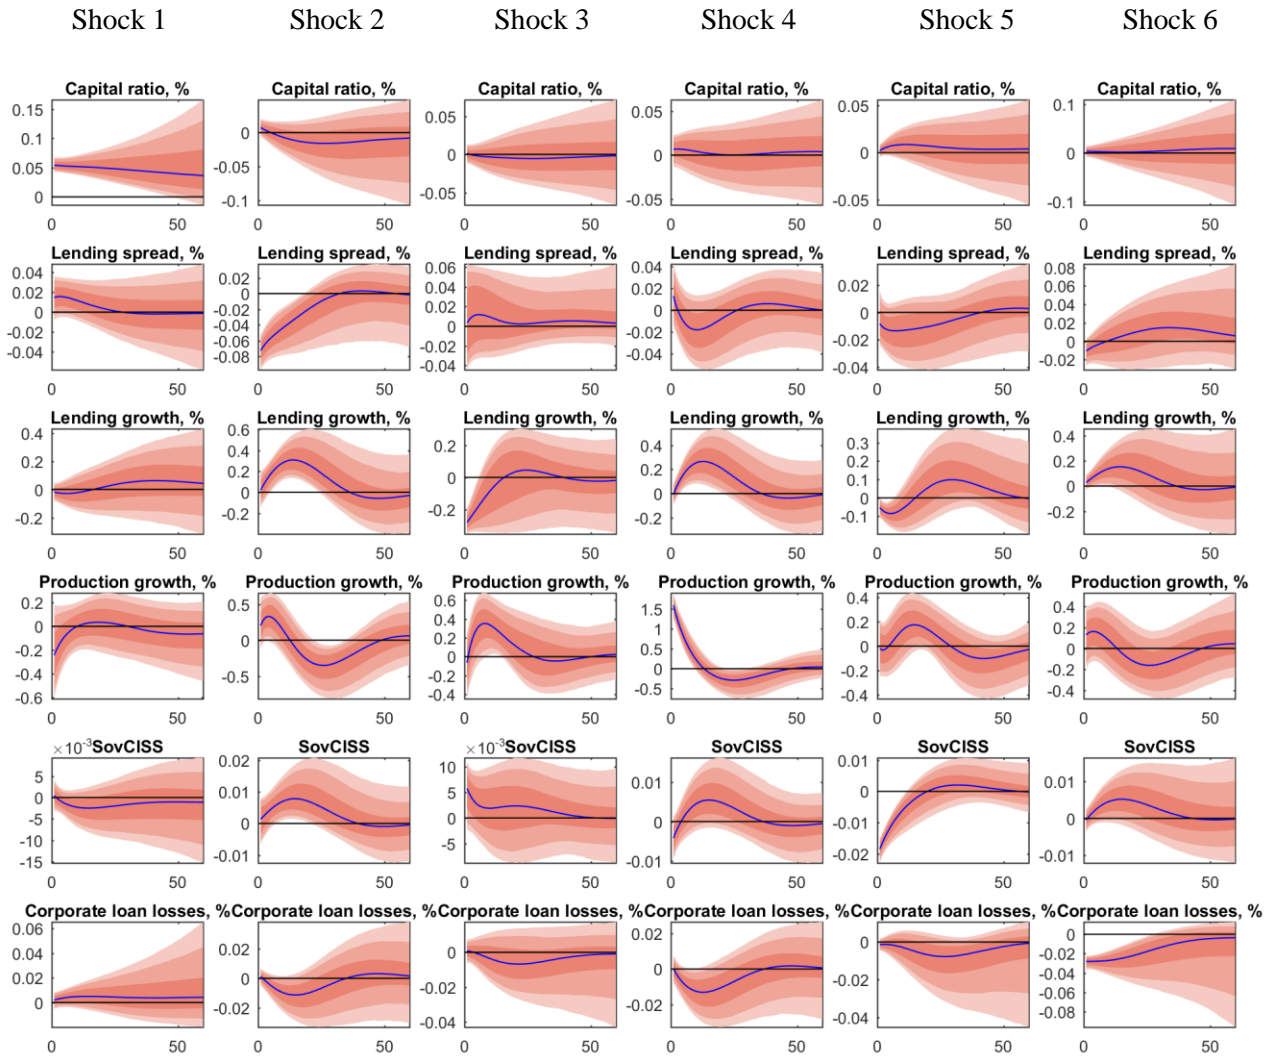 Shock 1 Shock 2 Shock 3 Shock 4 Shock 5 Shock 6
Capital ratio, % Capital ratio, % Capital ratio, % Capital ratio, % Capital ratio, % Capital ratio, %
0.15 0.1 0.05 0
0 -0.05 -0.1
0.05 0 -0.05
0.05 0 -0.05
0.05 0 -0.05
0.1 0 -0.1
0 50 0 50 0 50 0 50 0 50 0 50
Lending spread, % Lending spread, % Lending spread, % Lending spread, % Lending spread, % Lending spread, %
0.04 0.02 0 -0.02 -0.04
0.02 0 -0.02 -0.04 -0.06 -0.08
0.06 0.04 0.02 0 -0.02 -0.04
0.04 0.02 0 -0.02 -0.04
0.02 0 -0.02 -0.04
0.08 0.06 0.04 0.02 0 -0.02
0 50 0 50 0 50 0 50 0 50 0 50
Lending growth, % Lending growth, % Lending growth, % Lending growth, % Lending growth, % Lending growth, %
0.4 0.2 0 -0.2
0.6 0.4 0.2 0 -0.2
0.2 0 -0.2
0.4 0.2 0 -0.2
0.3 0.2 0.1 0 -0.1
0.4 0.2 0 -0.2
0 50 0 50 0 50 0 50 0 50 0 50
Production growth, % Production growth, % Production growth, % Production growth, % Production growth, % Production growth, %
0.2 0 -0.2 -0.4 -0.6
0.5 0 -0.5
0.6 0.4 0.2 0 -0.2 -0.4
1.5 1 0.5 0 -0.5
0.4 0.2 0 -0.2 -0.4
0.4 0.2 0 -0.2 -0.4
0 50 0 50 0 50 0 50 0 50 0 50
×10⁻³ SovCISS SovCISS ×10⁻³ SovCISS SovCISS SovCISS SovCISS
5 0 -5 -10 -15
0.02 0.01 0 -0.01
10 5 0 -5
0.01 0 -0.01
0.01 0 -0.01 -0.02
0.01 0 -0.01
0 50 0 50 0 50 0 50 0 50 0 50
Corporate loan losses, % Corporate loan losses, % Corporate loan losses, % Corporate loan losses, % Corporate loan losses, % Corporate loan losses, %
0.06 0.04 0.02 0
0.02 0 -0.02
0 -0.02 -0.04
0.02 0 -0.02
0 -0.02 -0.04
0 -0.02 -0.04 -0.06 -0.08
0 50 0 50 0 50 0 50 0 50 0 50